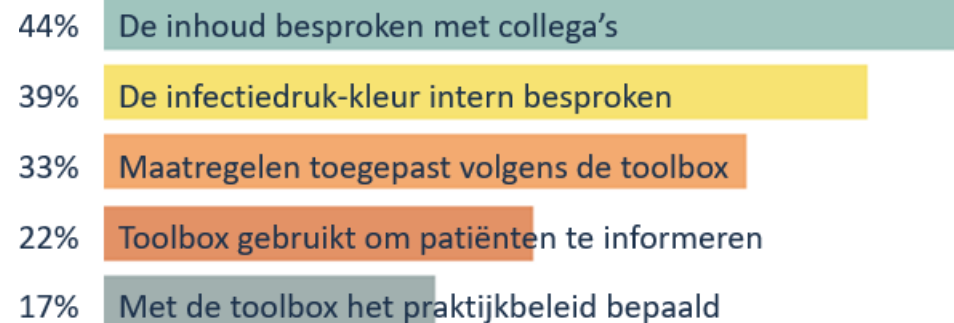 44% De inhoud besproken met collega’s
39% De infectiedruk-kleur intern besproken
33% Maatregelen toegepast volgens de toolbox
22% Toolbox gebruikt om patiënten te informeren
17% Met de toolbox het praktijkbeleid bepaald